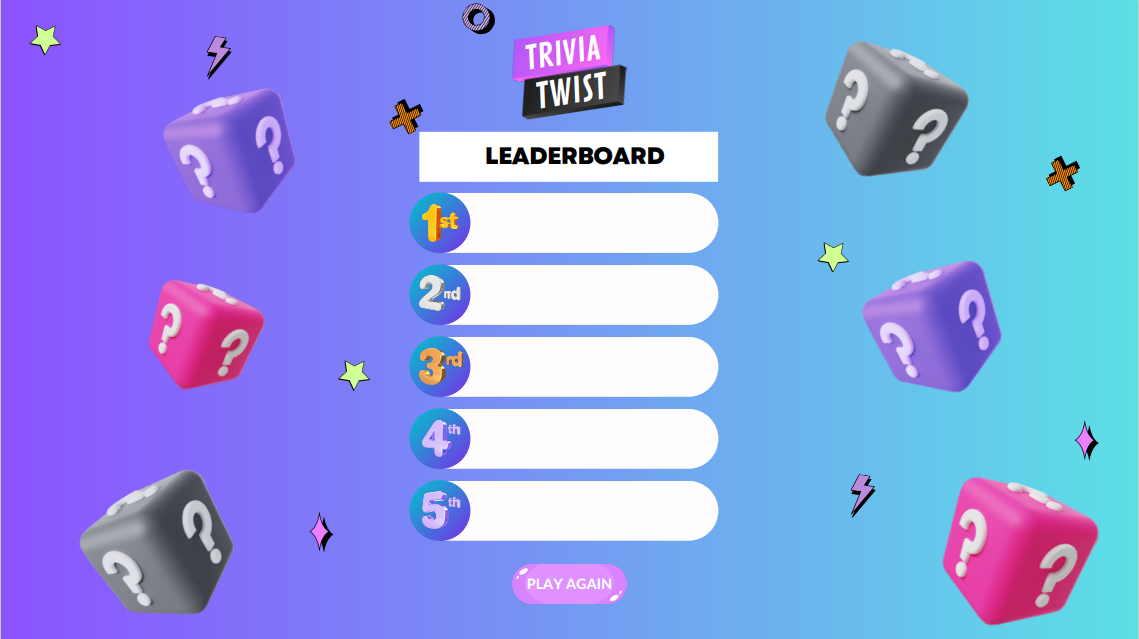 TRIVIA
TWIST
LEADERBOARD
1st
2nd
3rd
4th
5th
PLAY AGAIN
? ? ?
? ? ?
? ? ?
? ? ?
? ? ?
? ? ?